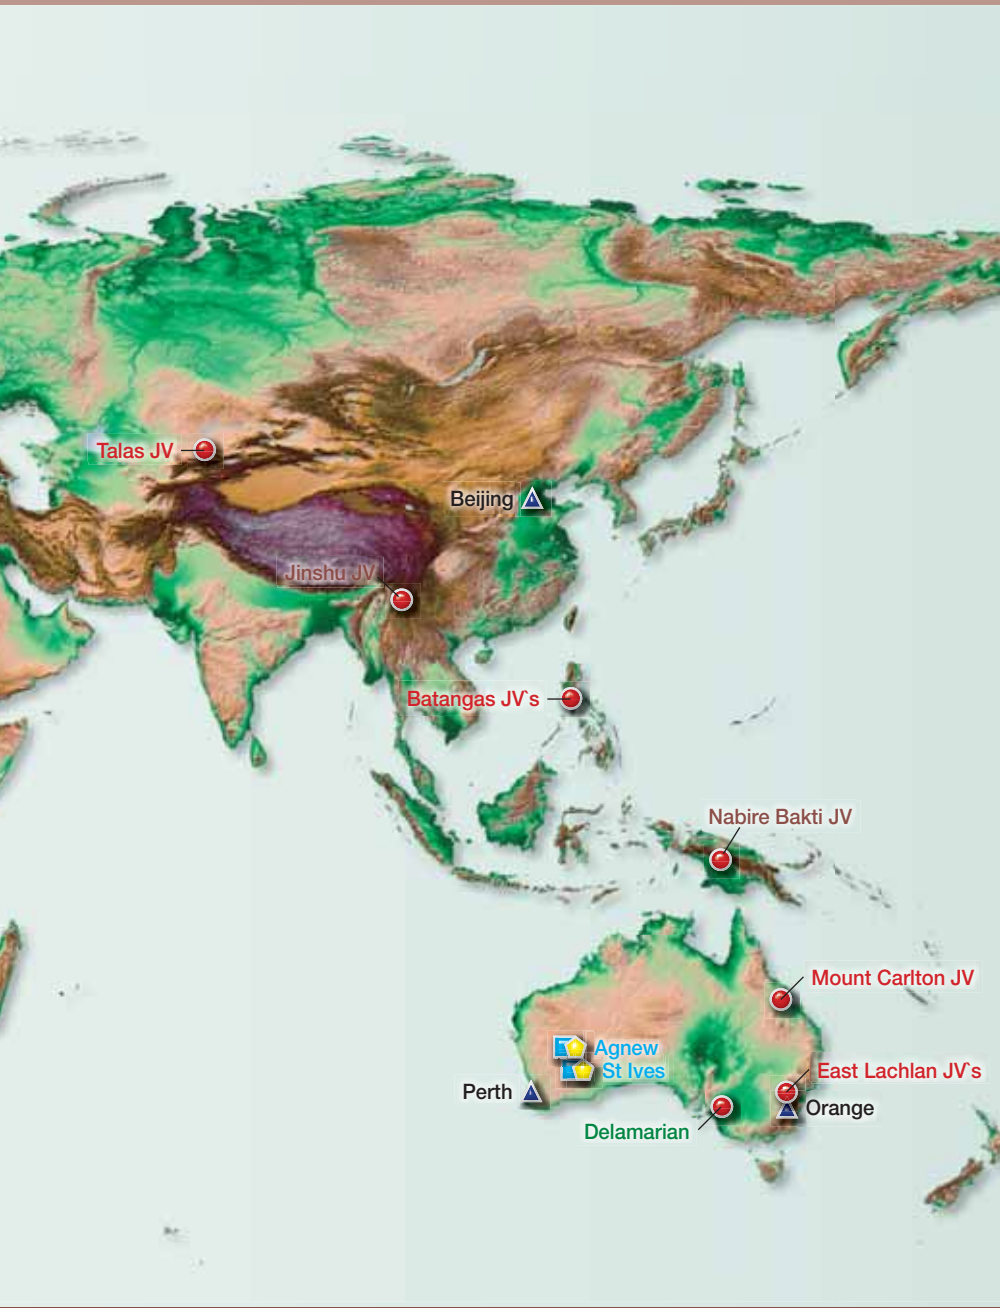 Talas JV
Beijing
Jinshu JV
Batangas JV`s
Nabire Bakti JV
Mount Carlton JV
Agnew
St Ives
East Lachlan JV`s
Perth
Orange
Delamarian